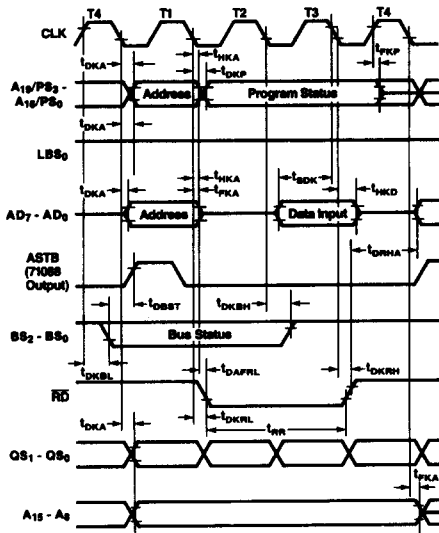 T4 T1 T2 T3 T4
CLK
tHKA
tDKA
tDKP
tFKP
A19/PS3 -
A16/PS0
Address
Program Status
tDKA
LBS0
tHKA
tSDK
tDKA
tFKA
tHKD
AD7 - AD0
Address
Data Input
tDRHA
ASTB
(71088
Output)
tDBST
tDKBH
BS2 - BS0
Bus Status
tDKBL
tDAFRL
tDKRH
RD
tDKA
tDKRL
tRR
QS1 - QS0
tFKA
A15 - A8